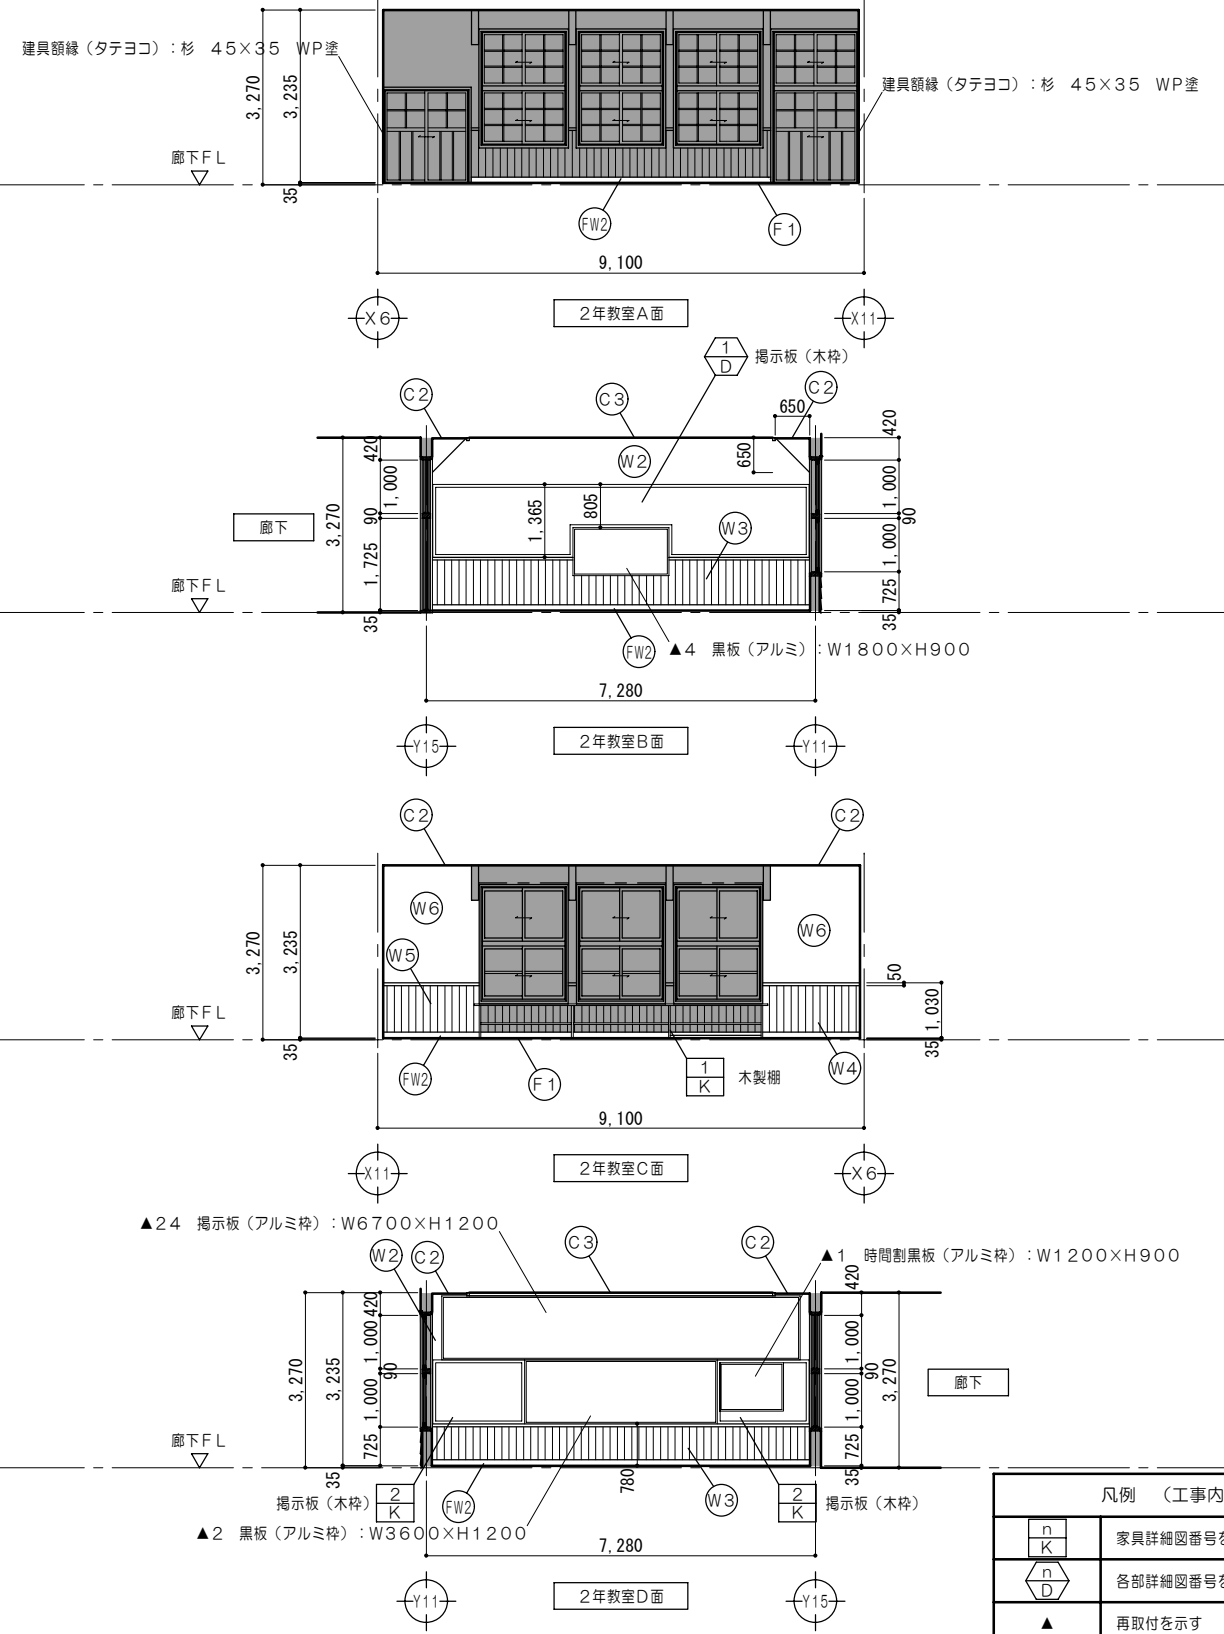 建具額縁（タテヨコ）：杉　４５×３５　ＷＰ塗
建具額縁（タテヨコ）：杉　４５×３５　ＷＰ塗
3,270
3,235
廊下ＦＬ
35
FW2
Ｆ１
9,100
Ｘ６
２年教室Ａ面
X11
1
D
掲示板（木枠）
Ｃ２
Ｃ３
Ｃ２
650
420
420
Ｗ２
650
1,000
1,000
3,270
90
1,365
805
Ｗ３
90
廊下
1,725
1,000
廊下ＦＬ
725
35
35
FW2
▲４　黒板（アルミ）：Ｗ１８００×Ｈ９００
7,280
Y15
２年教室Ｂ面
Y11
Ｃ２
Ｃ２
Ｗ６
Ｗ６
3,270
3,235
Ｗ５
50
廊下ＦＬ
1,030
35
35
FW2
Ｆ１
1
K
木製棚
Ｗ４
9,100
X11
２年教室Ｃ面
Ｘ６
▲２４　掲示板（アルミ枠）：Ｗ６７００×Ｈ１２００
Ｗ２
Ｃ２
Ｃ３
Ｃ２
▲１　時間割黒板（アルミ枠）：Ｗ１２００×Ｈ９００
420
420
1,000
1,000
3,270
3,235
90
90
3,270
廊下
1,000
1,000
廊下ＦＬ
725
725
35
780
35
掲示板（木枠）
2
K
FW2
Ｗ３
2
K
掲示板（木枠）
▲２　黒板（アルミ枠）：Ｗ３６００×Ｈ１２００
7,280
Y11
２年教室Ｄ面
Y15
凡例　（工事内
n
K
家具詳細図番号を
n
D
各部詳細図番号を
▲
再取付を示す